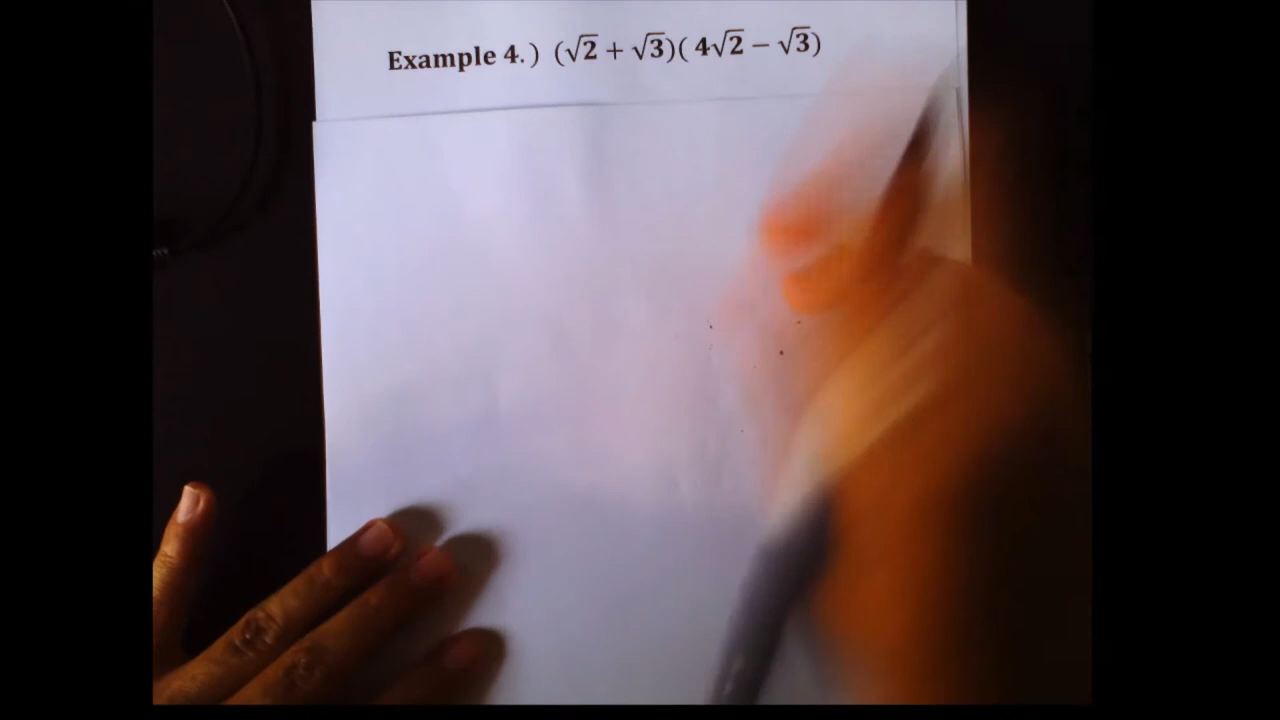 Example 4.) (√2 + √3)( 4√2 − √3)